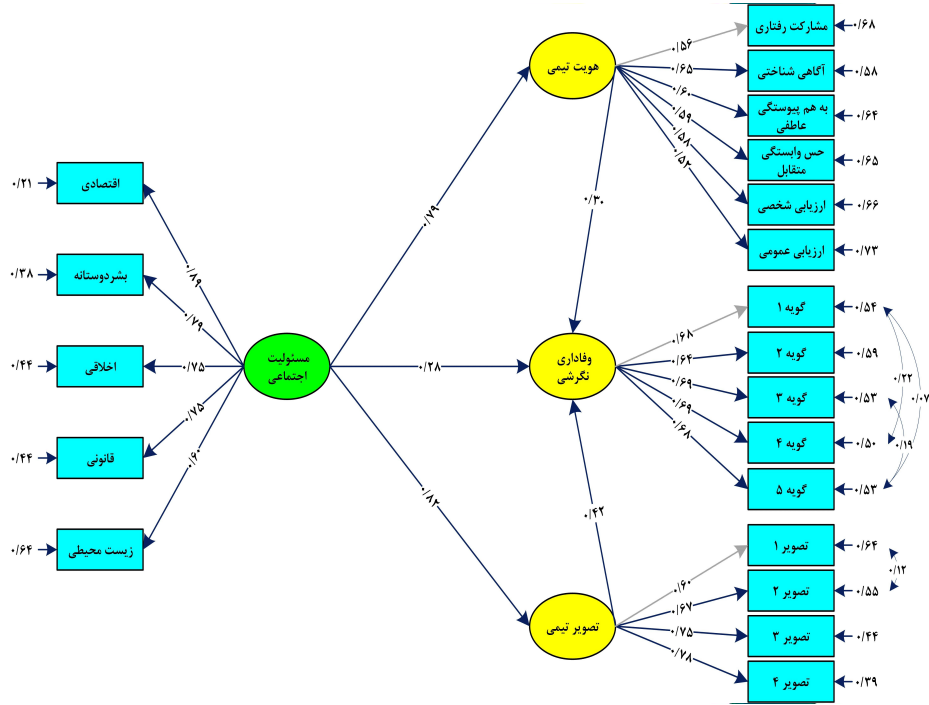 مشارکت رفتاری
۰/۶۸
۰/۵۶
هویت تیمی
آگاهی شناختی
۰/۵۸
۰/۶۵
به هم پیوستگی
عاطفی
۰/۶۴
۰/۶۰
حس وابستگی
متقابل
۰/۶۵
۰/۵۹
ارزیابی شخصی
۰/۶۶
۰/۵۸
ارزیابی عمومی
۰/۷۳
۰/۵۲
۰/۷۹
۰/۳۰
اقتصادی
۰/۲۱
۰/۸۹
بشردوستانه
۰/۳۸
۰/۷۹
اخلاقی
۰/۴۴
۰/۷۵
قانونی
۰/۴۴
۰/۷۵
زیست محیطی
۰/۶۴
۰/۶۰
مسئولیت
اجتماعی
۰/۲۸
وفاداری
نگرشی
گویه ۱
۰/۵۴
۰/۶۸
گویه ۲
۰/۵۹
۰/۶۴
گویه ۳
۰/۵۳
۰/۶۹
گویه ۴
۰/۵۰
۰/۶۹
گویه ۵
۰/۵۳
۰/۶۸
۰/۲۲
۰/۰۷
۰/۱۹
۰/۸۲
۰/۴۲
تصویر تیمی
تصویر ۱
۰/۶۴
۰/۶۰
تصویر ۲
۰/۵۵
۰/۶۷
۰/۱۲
تصویر ۳
۰/۴۴
۰/۷۵
تصویر ۴
۰/۳۹
۰/۷۸